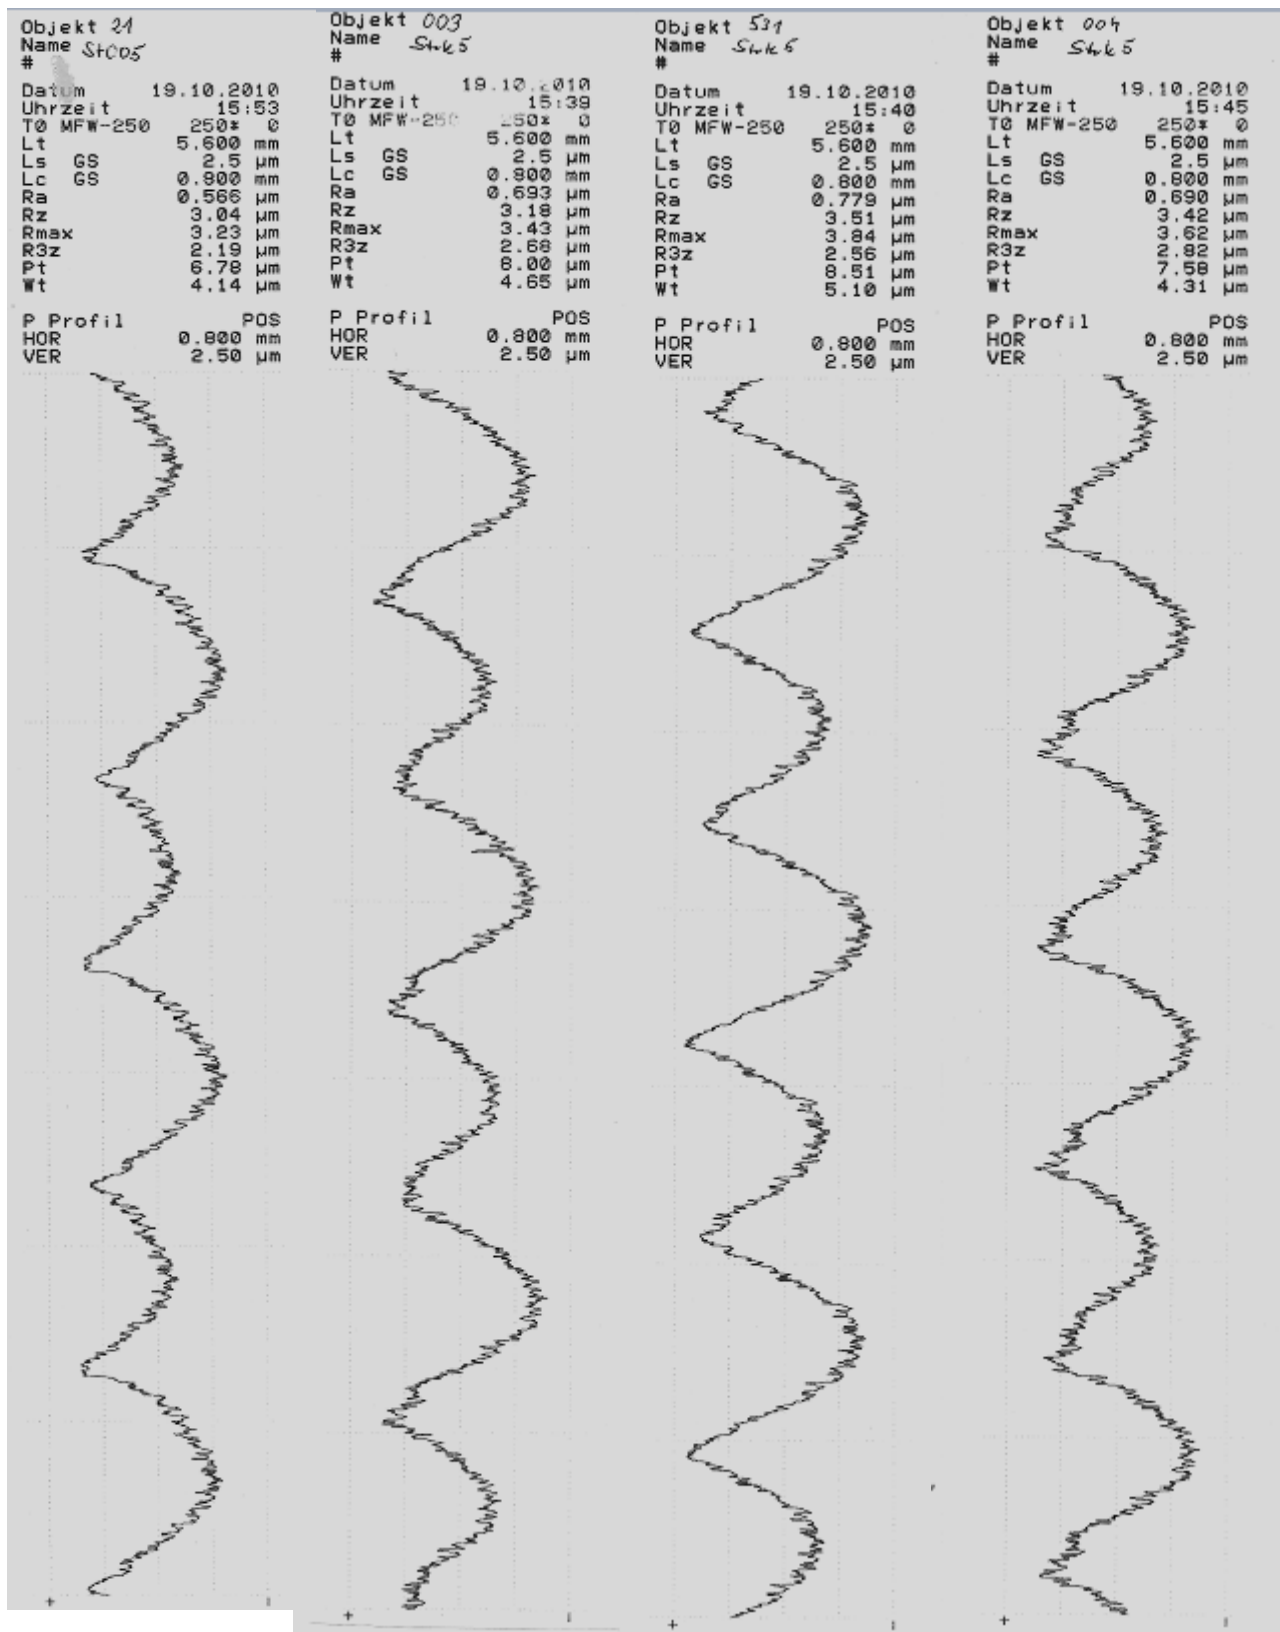 Objekt 21
Name StC05
#
Datum 19.10.2010
Uhrzeit 15:53
T0 MFW-250 250* 0
Lt 5.600 mm
Ls GS 2.5 µm
Lc GS 0.800 mm
Ra 0.566 µm
Rz 3.04 µm
Rmax 3.23 µm
R3z 2.19 µm
Pt 6.78 µm
Wt 4.14 µm
P Profil POS
HOR 0.800 mm
VER 2.50 µm
Objekt 003
Name
#
Datum 19.10.2010
Uhrzeit 15:39
T0 MFW-250 250* 0
Lt 5.600 mm
Ls GS 2.5 µm
Lc GS 0.800 mm
Ra 0.693 µm
Rz 3.18 µm
Rmax 3.43 µm
R3z 2.68 µm
Pt 8.00 µm
Wt 4.65 µm
P Profil POS
HOR 0.800 mm
VER 2.50 µm
Objekt 531
Name
#
Datum 19.10.2010
Uhrzeit 15:40
T0 MFW-250 250* 0
Lt 5.600 mm
Ls GS 2.5 µm
Lc GS 0.800 mm
Ra 0.779 µm
Rz 3.51 µm
Rmax 3.84 µm
R3z 2.56 µm
Pt 8.51 µm
Wt 5.10 µm
P Profil POS
HOR 0.800 mm
VER 2.50 µm
Objekt 004
Name
#
Datum 19.10.2010
Uhrzeit 15:45
T0 MFW-250 250* 0
Lt 5.600 mm
Ls GS 2.5 µm
Lc GS 0.800 mm
Ra 0.690 µm
Rz 3.42 µm
Rmax 3.62 µm
R3z 2.82 µm
Pt 7.58 µm
Wt 4.31 µm
P Profil POS
HOR 0.800 mm
VER 2.50 µm